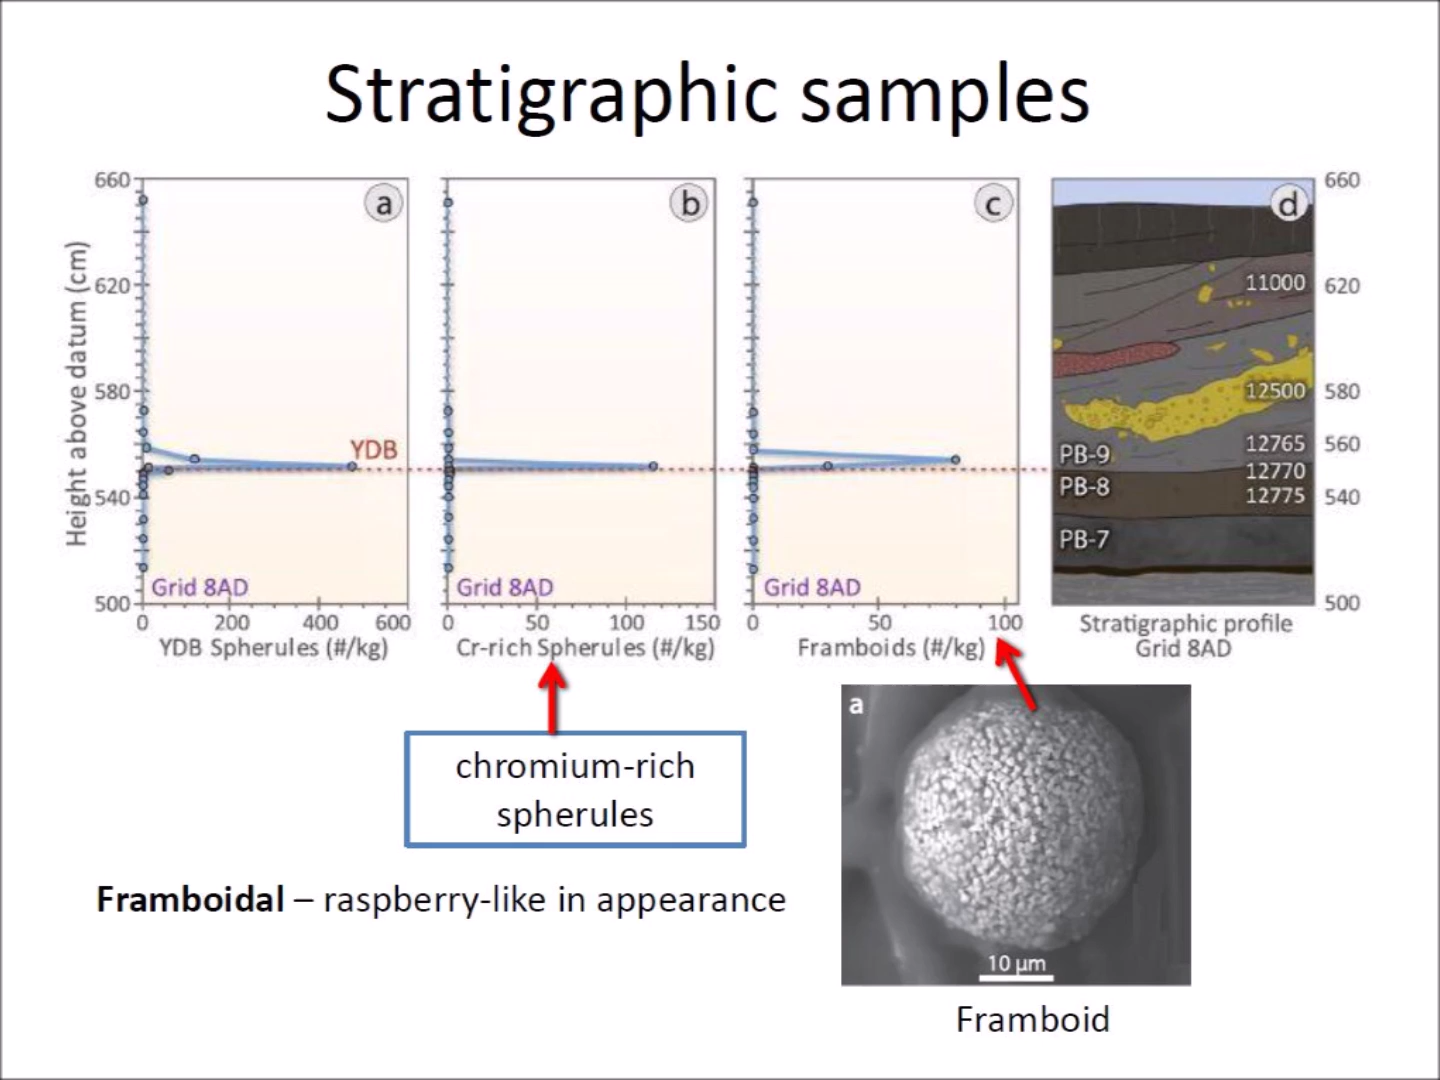 Stratigraphic samples
660
620
580
540
500
Height above datum (cm)
a
YDB
Grid 8AD
0 200 400 600
YDB Spherules (#/kg)
b
Grid 8AD
0 50 100 150
Cr-rich Spherules (#/kg)
c
Grid 8AD
0 50 100
Framboids (#/kg)
d
11000
12500
12765
12770
12775
PB-9
PB-8
PB-7
660
620
580
560
540
500
Stratigraphic profile
Grid 8AD
chromium-rich
spherules
Framboidal – raspberry-like in appearance
a
10 µm
Framboid